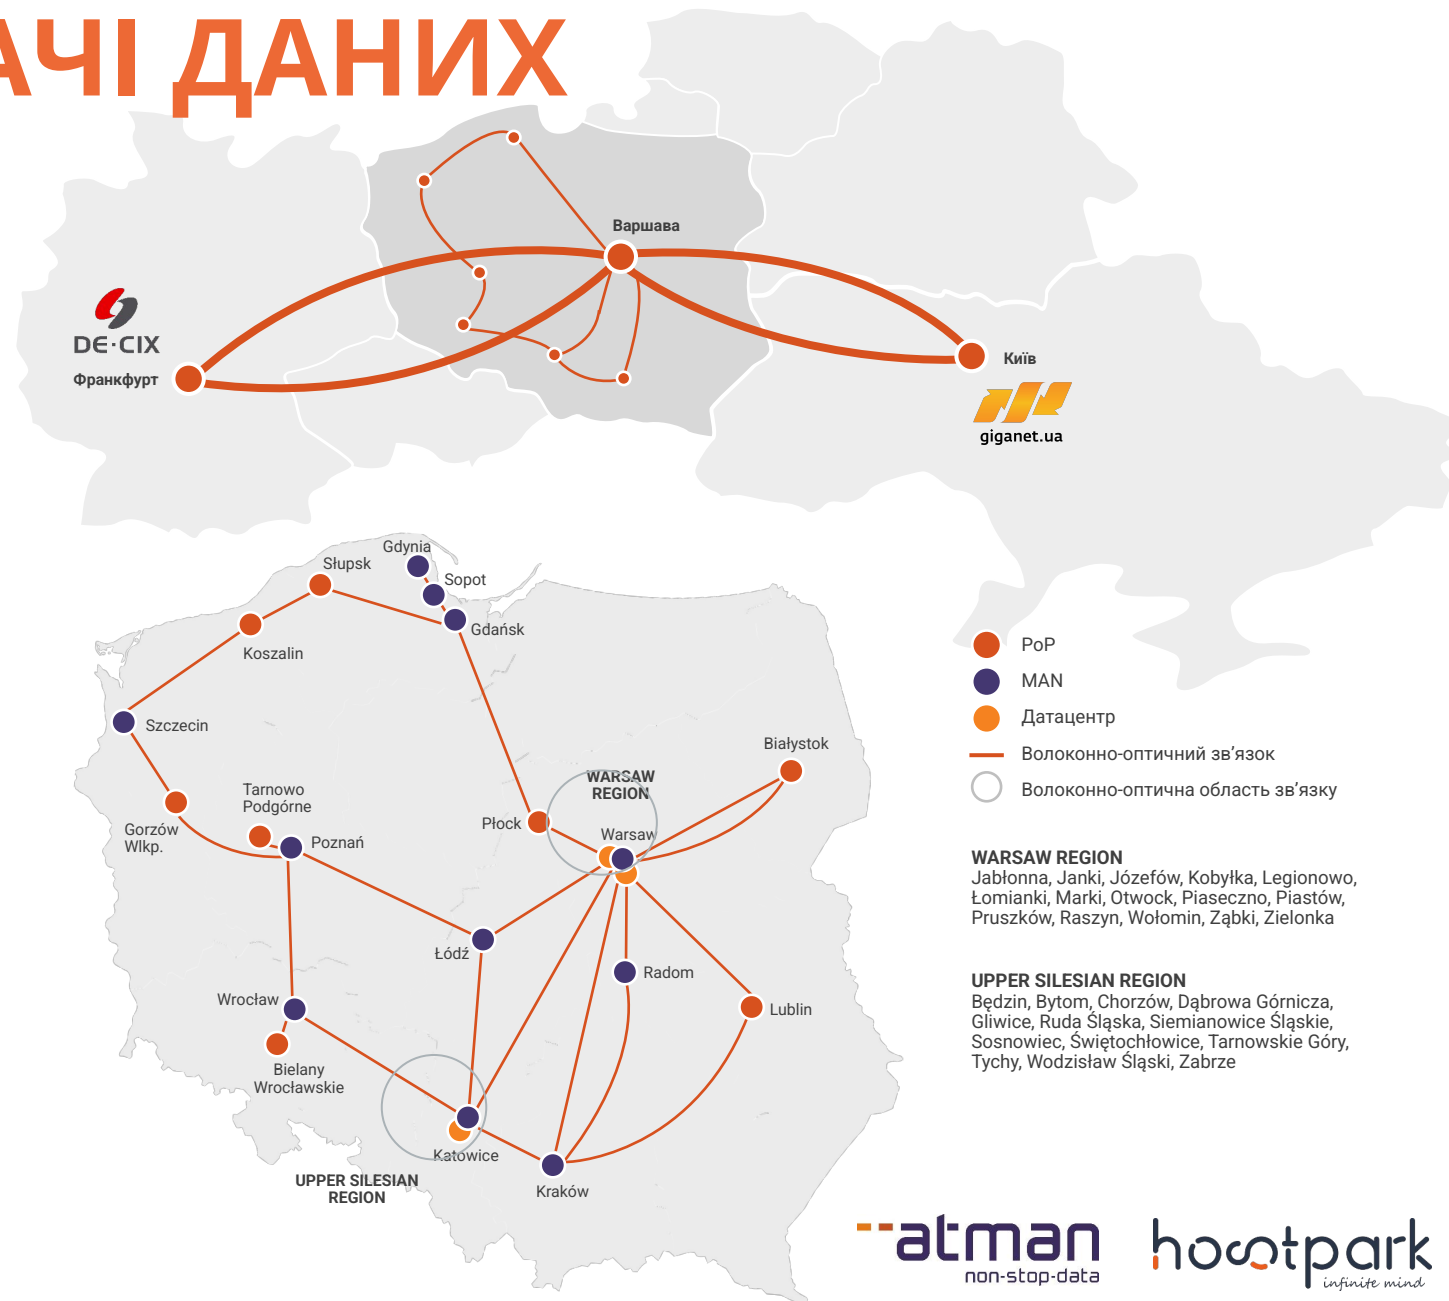 АЧІ ДАНИХ
Варшава
DE·CIX
Франкфурт
Київ
giganet.ua
Gdynia
Słupsk
Sopot
Gdańsk
Koszalin
Szczecin
Białystok
WARSAW
REGION
Tarnowo
Podgórne
Gorzów
Wlkp.
Poznań
Płock
Warsaw
Łódź
Radom
Wrocław
Lublin
Bielany
Wrocławskie
Katowice
UPPER SILESIAN
REGION
Kraków
PoP
MAN
Датацентр
Волоконно-оптичний зв’язок
Волоконно-оптична область зв’язку
WARSAW REGION
Jabłonna, Janki, Józefów, Kobyłka, Legionowo,
Łomianki, Marki, Otwock, Piaseczno, Piastów,
Pruszków, Raszyn, Wołomin, Ząbki, Zielonka
UPPER SILESIAN REGION
Będzin, Bytom, Chorzów, Dąbrowa Górnicza,
Gliwice, Ruda Śląska, Siemianowice Śląskie,
Sosnowiec, Świętochłowice, Tarnowskie Góry,
Tychy, Wodzisław Śląski, Zabrze
atman
non-stop-data
hostpark
infinite mind